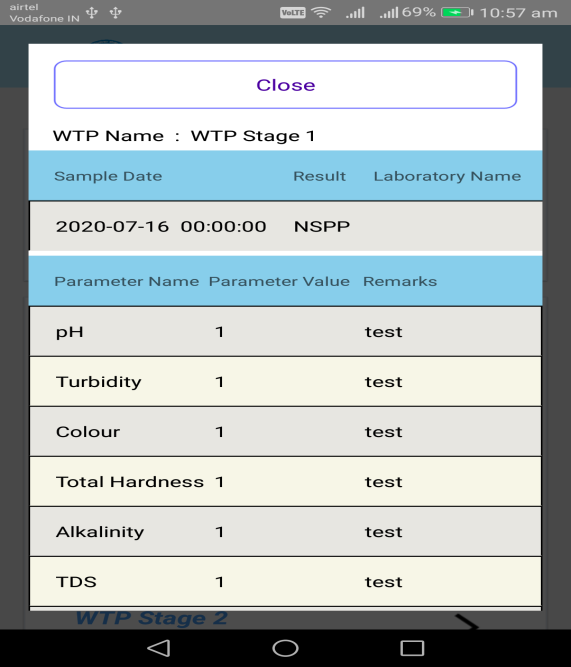 airtel
Vodafone IN
VoLTE 69% 10:57 am
Close
WTP Name : WTP Stage 1
Sample Date Result Laboratory Name
2020-07-16 00:00:00 NSPP
Parameter Name Parameter Value Remarks
pH 1 test
Turbidity 1 test
Colour 1 test
Total Hardness 1 test
Alkalinity 1 test
TDS 1 test
WTP Stage 2